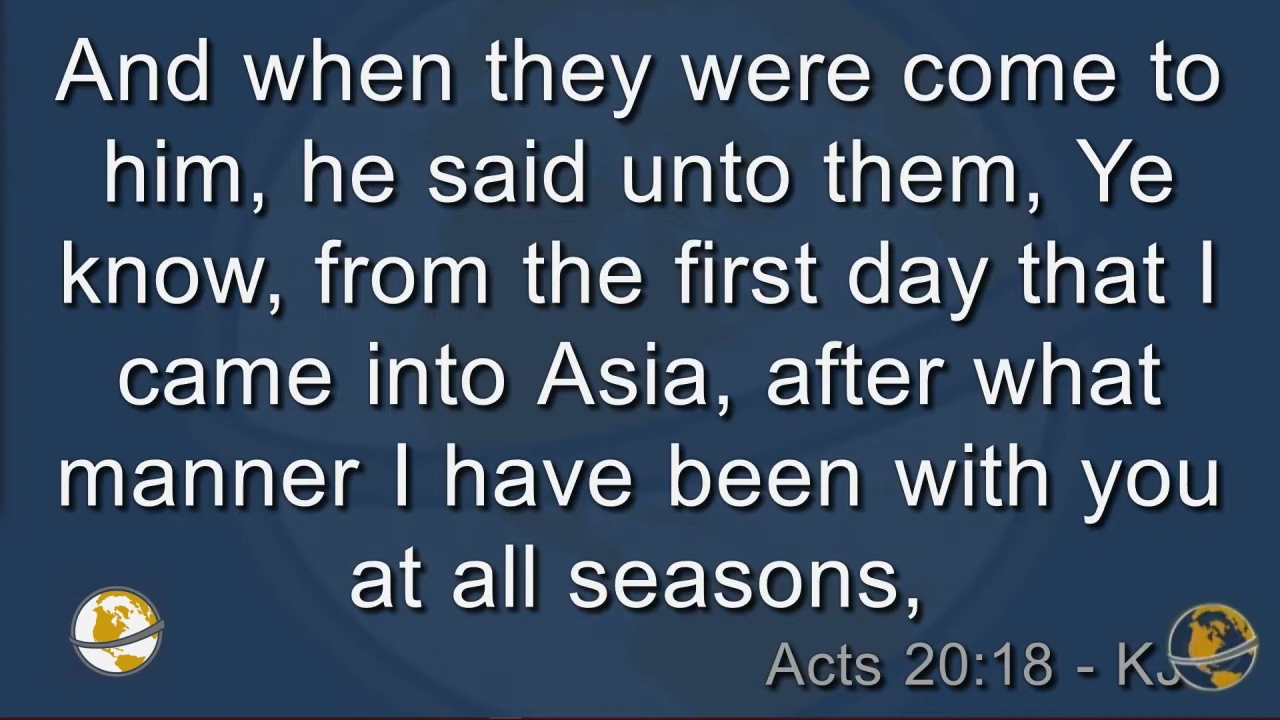 And when they were come to
him, he said unto them, Ye
know, from the first day that I
came into Asia, after what
manner I have been with you
at all seasons,
Acts 20:18 - KJ